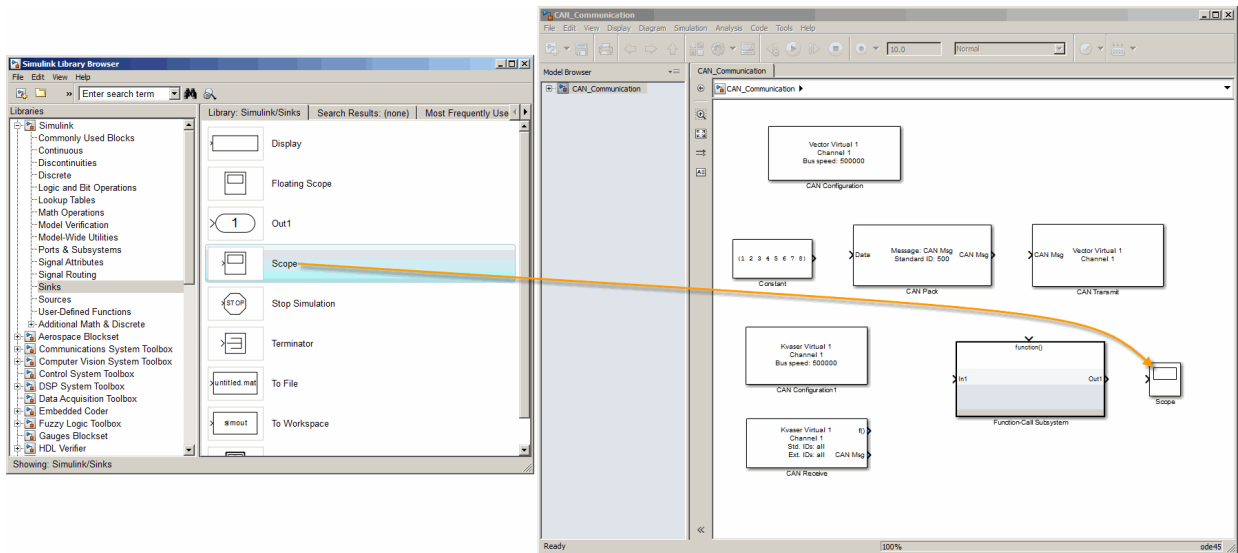 Simulink Library Browser
File Edit View Help
» Enter search term
Libraries
Simulink
Commonly Used Blocks
Continuous
Discontinuities
Discrete
Logic and Bit Operations
Lookup Tables
Math Operations
Model Verification
Model-Wide Utilities
Ports & Subsystems
Signal Attributes
Signal Routing
Sinks
Sources
User-Defined Functions
Additional Math & Discrete
Aerospace Blockset
Communications System Toolbox
Computer Vision System Toolbox
Control System Toolbox
DSP System Toolbox
Data Acquisition Toolbox
Embedded Coder
Fuzzy Logic Toolbox
Gauges Blockset
HDL Verifier
Showing: Simulink/Sinks
Library: Simulink/Sinks Search Results: (none) Most Frequently Use
Display
Floating Scope
1 Out1
Scope
STOP Stop Simulation
Terminator
untitled.mat To File
simout To Workspace
CAN_Communication
File Edit View Display Diagram Simulation Analysis Code Tools Help
10.0 Normal
Model Browser
CAN_Communication
CAN_Communication
CAN_Communication
Vector Virtual 1
Channel 1
Bus speed: 500000
CAN Configuration
(1 2 3 4 5 6 7 8)
Constant
Data
Message: CAN Msg
Standard ID: 500
CAN Msg
CAN Pack
CAN Msg
Vector Virtual 1
Channel 1
CAN Transmit
Kvaser Virtual 1
Channel 1
Bus speed: 500000
CAN Configuration1
function()
In1
Out1
Function-Call Subsystem
Scope
Kvaser Virtual 1
Channel 1
Std. IDs: all
Ext. IDs: all
f()
CAN Msg
CAN Receive
Ready 100% ode45